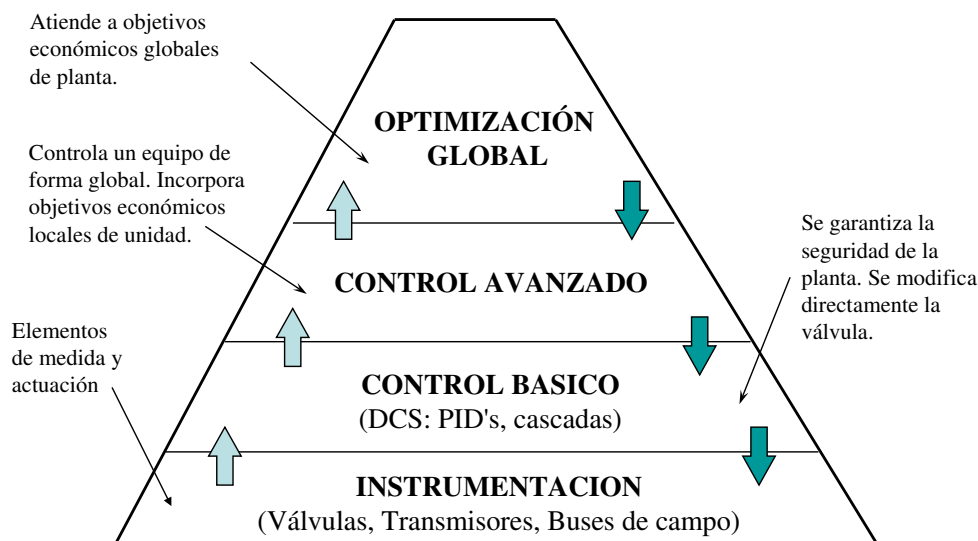 Atiende a objetivos
económicos globales
de planta.
OPTIMIZACIÓN
GLOBAL
Controla un equipo de
forma global. Incorpora
objetivos económicos
locales de unidad.
Se garantiza la
seguridad de la
planta. Se modifica
directamente la
válvula.
CONTROL AVANZADO
Elementos
de medida y
actuación
CONTROL BASICO
(DCS: PID's, cascadas)
INSTRUMENTACION
(Válvulas, Transmisores, Buses de campo)